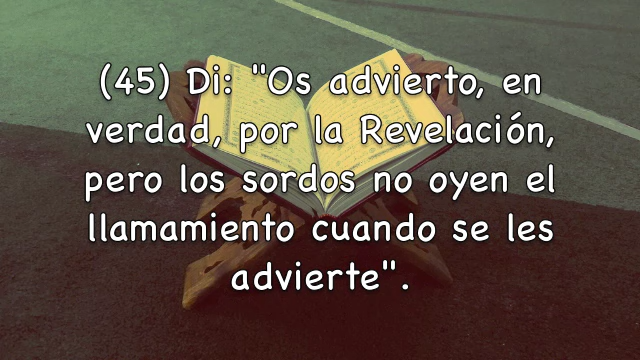 (45) Di: "Os advierto, en
verdad, por la Revelación,
pero los sordos no oyen el
llamamiento cuando se les
advierte".